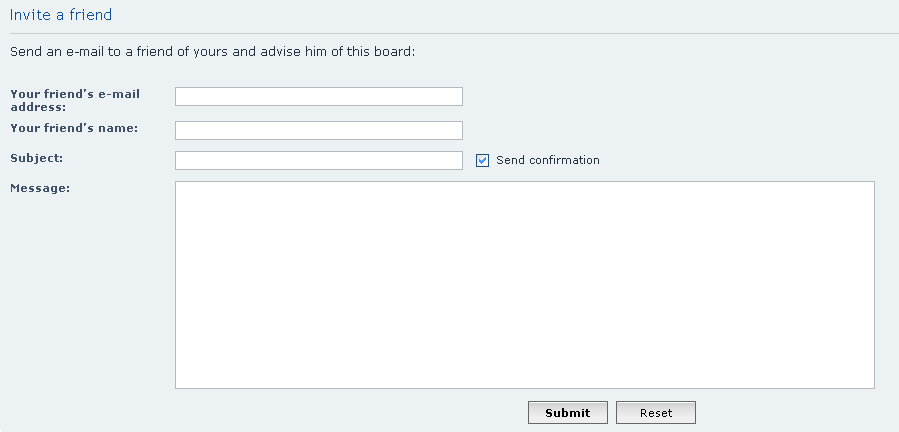 Invite a friend
Send an e-mail to a friend of yours and advise him of this board:
Your friend's e-mail
address:
Your friend's name:
Subject:
Send confirmation
Message:
Submit
Reset